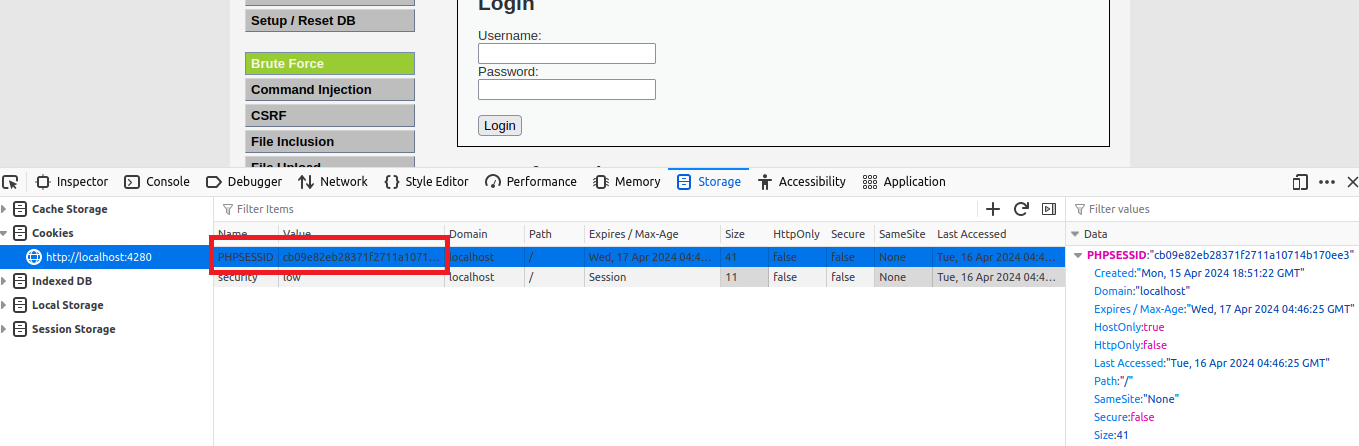 Login
Setup / Reset DB
Username:
Brute Force
Password:
Command Injection
CSRF
Login
File Inclusion
File Upload
Inspector Console Debugger Network Style Editor Performance Memory Storage Accessibility Application
Cache Storage
Cookies
http://localhost:4280
Indexed DB
Local Storage
Session Storage
Filter Items
Name Value Domain Path Expires / Max-Age Size HttpOnly Secure SameSite Last Accessed
PHPSESSID cb09e82eb28371f2711a1071... localhost / Wed, 17 Apr 2024 04:4... 41 false false None Tue, 16 Apr 2024 04:4...
security low localhost / Session 11 false false None Tue, 16 Apr 2024 04:4...
Filter values
Data
PHPSESSID:"cb09e82eb28371f2711a10714b170ee3"
Created:"Mon, 15 Apr 2024 18:51:22 GMT"
Domain:"localhost"
Expires / Max-Age:"Wed, 17 Apr 2024 04:46:25 GMT"
HostOnly:true
HttpOnly:false
Last Accessed:"Tue, 16 Apr 2024 04:46:25 GMT"
Path:"/"
SameSite:"None"
Secure:false
Size:41